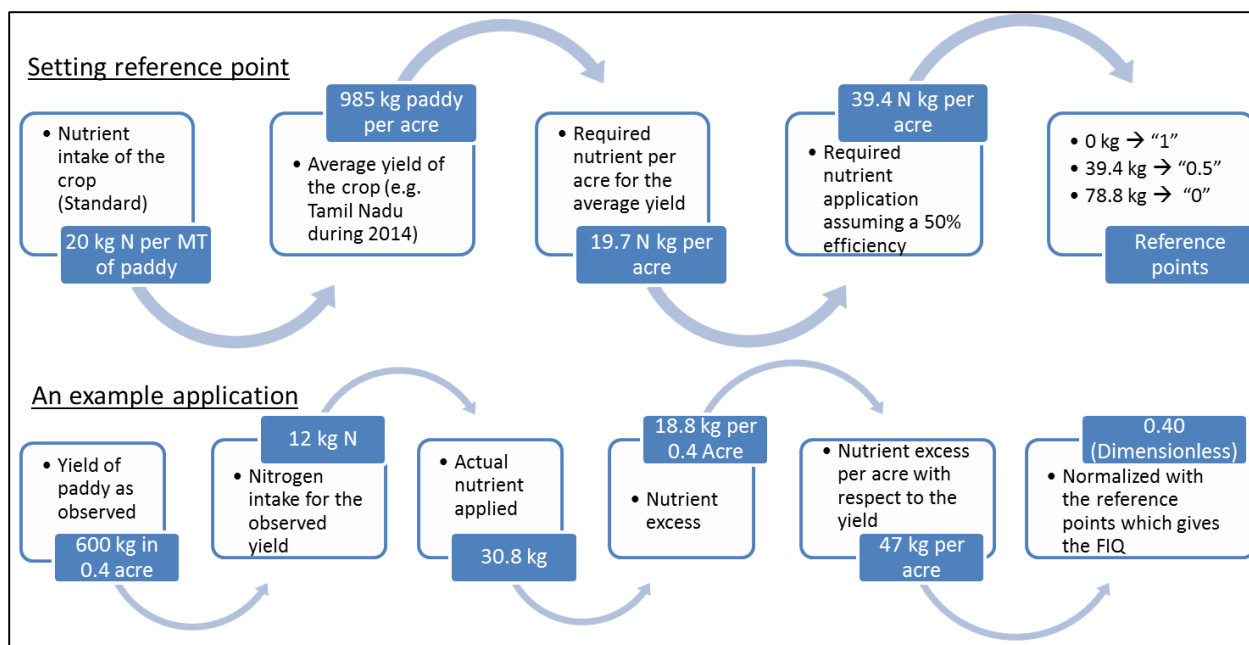 Setting reference point
• Nutrient
intake of the
crop
(Standard)
20 kg N per MT
of paddy
985 kg paddy
per acre
• Average yield of
the crop (e.g.
Tamil Nadu
during 2014)
• Required
nutrient per
acre for the
average yield
19.7 N kg per
acre
39.4 N kg per
acre
• Required
nutrient
application
assuming a 50%
efficiency
• 0 kg → “1”
• 39.4 kg → “0.5”
• 78.8 kg → “0”
Reference
points
An example application
• Yield of
paddy as
observed
600 kg in
0.4 acre
12 kg N
• Nitrogen
intake for the
observed
yield
• Actual
nutrient
applied
30.8 kg
18.8 kg per
0.4 Acre
• Nutrient
excess
• Nutrient excess
per acre with
respect to the
yield
47 kg per
acre
0.40
(Dimensionless)
• Normalized with
the reference
points which gives
the FIQ